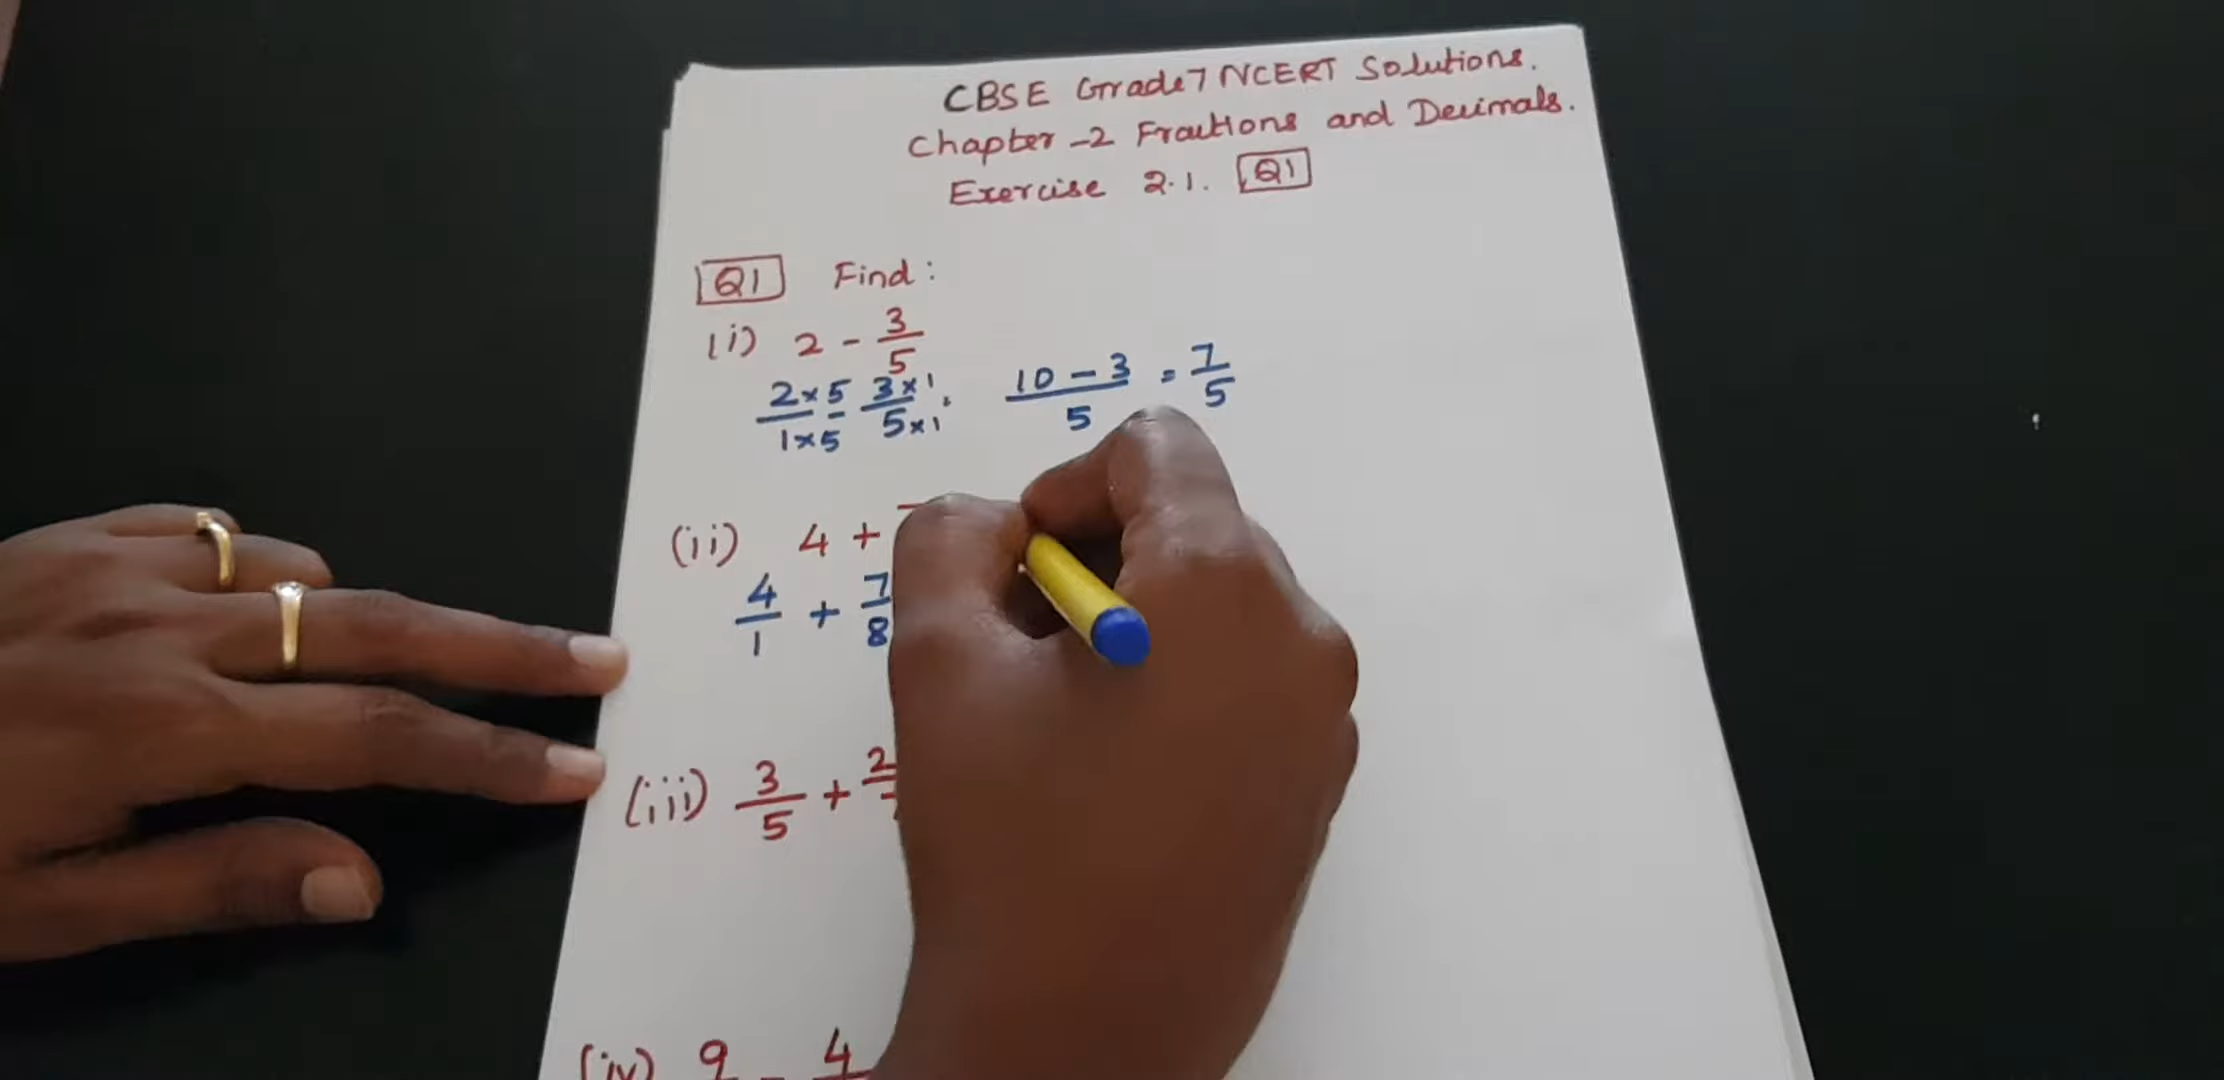 CBSE Grade 7 NCERT Solutions.
Chapter -2 Fractions and Decimals.
Exercise 2.1. Q1
Q1 Find :
(i) 2 - 3/5
2×5/1×5 - 3×1/5×1 = 10 - 3/5 = 7/5
(ii) 4 +
4/1 + 7/8
(iii) 3/5 + 2/
(iv) 9 - 4